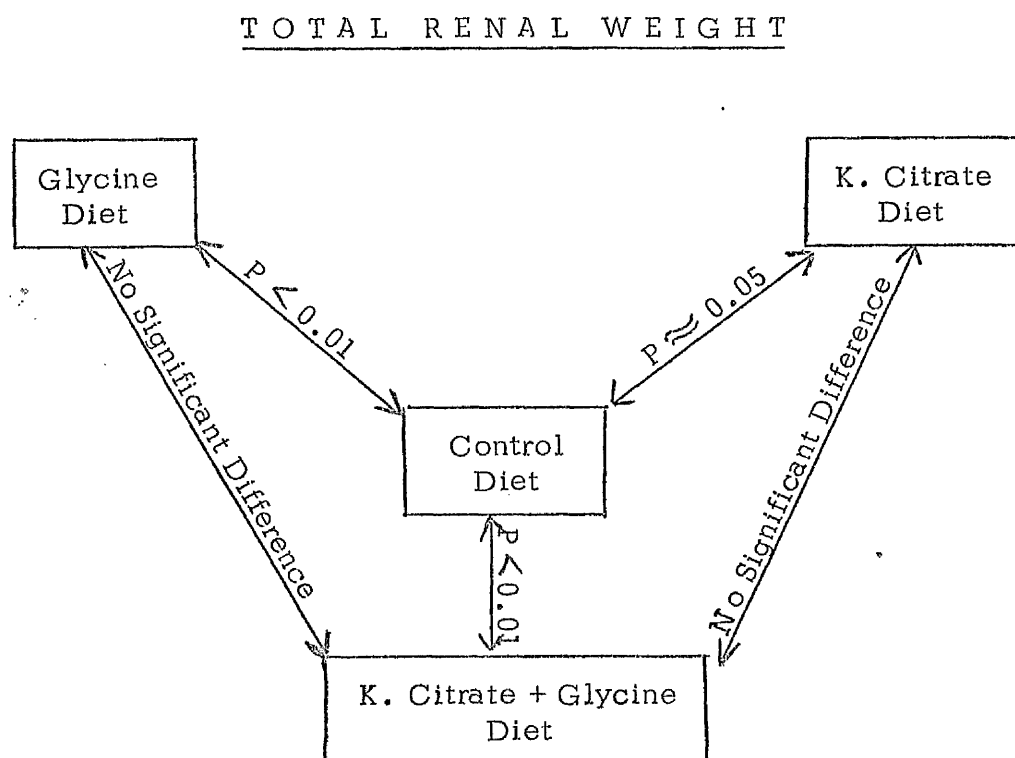 TOTAL RENAL WEIGHT
Glycine
Diet
K. Citrate
Diet
P < 0.01
P ≈ 0.05
No Significant Difference
No Significant Difference
Control
Diet
P < 0.01
K. Citrate + Glycine
Diet